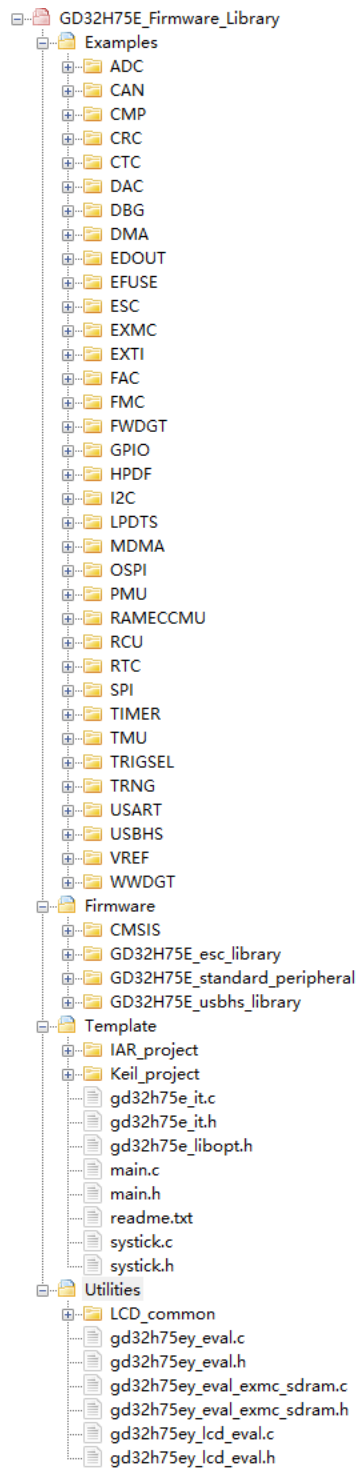 GD32H75E_Firmware_Library
Examples
ADC
CAN
CMP
CRC
CTC
DAC
DBG
DMA
EDOUT
EFUSE
ESC
EXMC
EXTI
FAC
FMC
FWDGT
GPIO
HPDF
I2C
LPDTS
MDMA
OSPI
PMU
RAMECCMU
RCU
RTC
SPI
TIMER
TMU
TRIGSEL
TRNG
USART
USBHS
VREF
WWDGT
Firmware
CMSIS
GD32H75E_esc_library
GD32H75E_standard_peripheral
GD32H75E_usbhs_library
Template
IAR_project
Keil_project
gd32h75e_it.c
gd32h75e_it.h
gd32h75e_libopt.h
main.c
main.h
readme.txt
systick.c
systick.h
Utilities
LCD_common
gd32h75ey_eval.c
gd32h75ey_eval.h
gd32h75ey_eval_exmc_sdram.c
gd32h75ey_eval_exmc_sdram.h
gd32h75ey_lcd_eval.c
gd32h75ey_lcd_eval.h